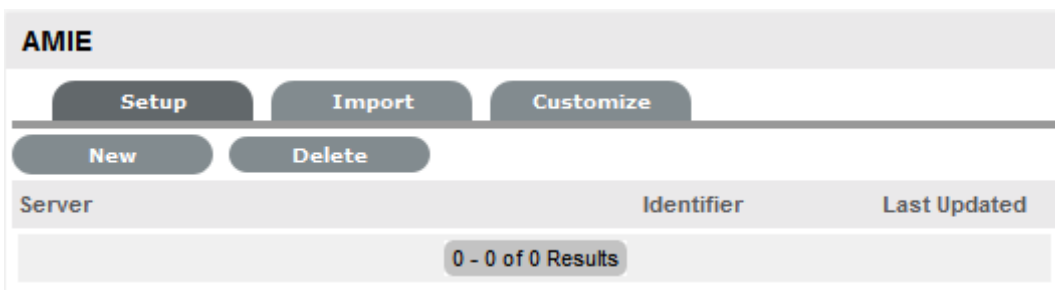 AMIE
Setup Import Customize
New Delete
Server Identifier Last Updated
0 - 0 of 0 Results